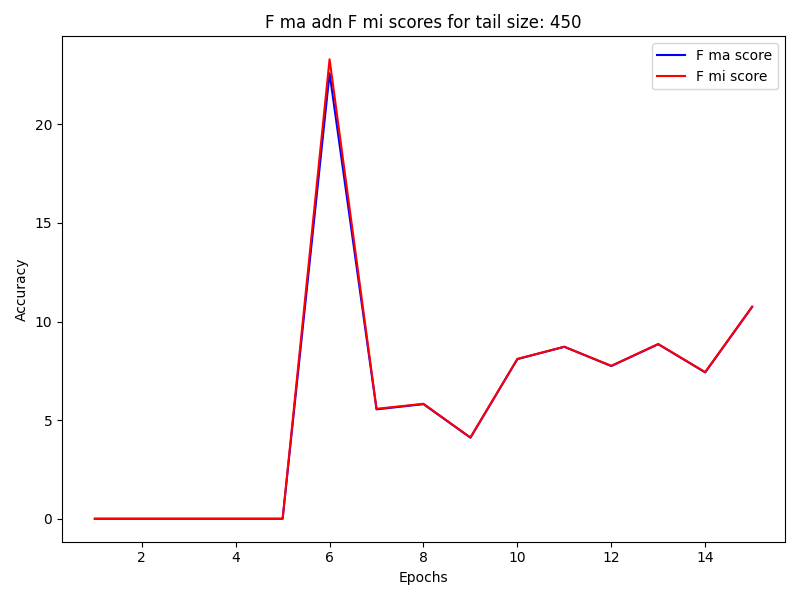 F ma adn F mi scores for tail size: 450
F ma score
F mi score
20
15
10
5
0
Accuracy
2 4 6 8 10 12 14
Epochs